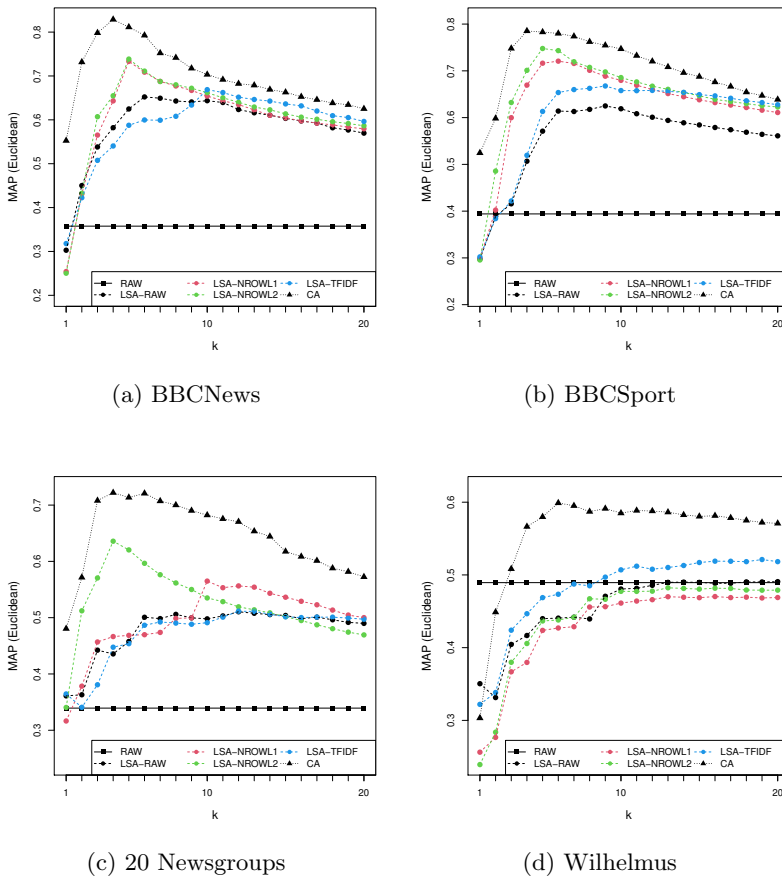 MAP (Euclidean)
0.8
0.7
0.6
0.5
0.4
0.3
0.2
RAW
LSA-RAW
LSA-NROWL1
LSA-NROWL2
LSA-TFIDF
CA
1
10
20
k
(a) BBCNews
MAP (Euclidean)
0.8
0.7
0.6
0.5
0.4
0.3
0.2
RAW
LSA-RAW
LSA-NROWL1
LSA-NROWL2
LSA-TFIDF
CA
1
10
20
k
(b) BBCSport
MAP (Euclidean)
0.7
0.6
0.5
0.4
0.3
RAW
LSA-RAW
LSA-NROWL1
LSA-NROWL2
LSA-TFIDF
CA
1
10
20
k
(c) 20 Newsgroups
MAP (Euclidean)
0.6
0.5
0.4
0.3
RAW
LSA-RAW
LSA-NROWL1
LSA-NROWL2
LSA-TFIDF
CA
1
10
20
k
(d) Wilhelmus